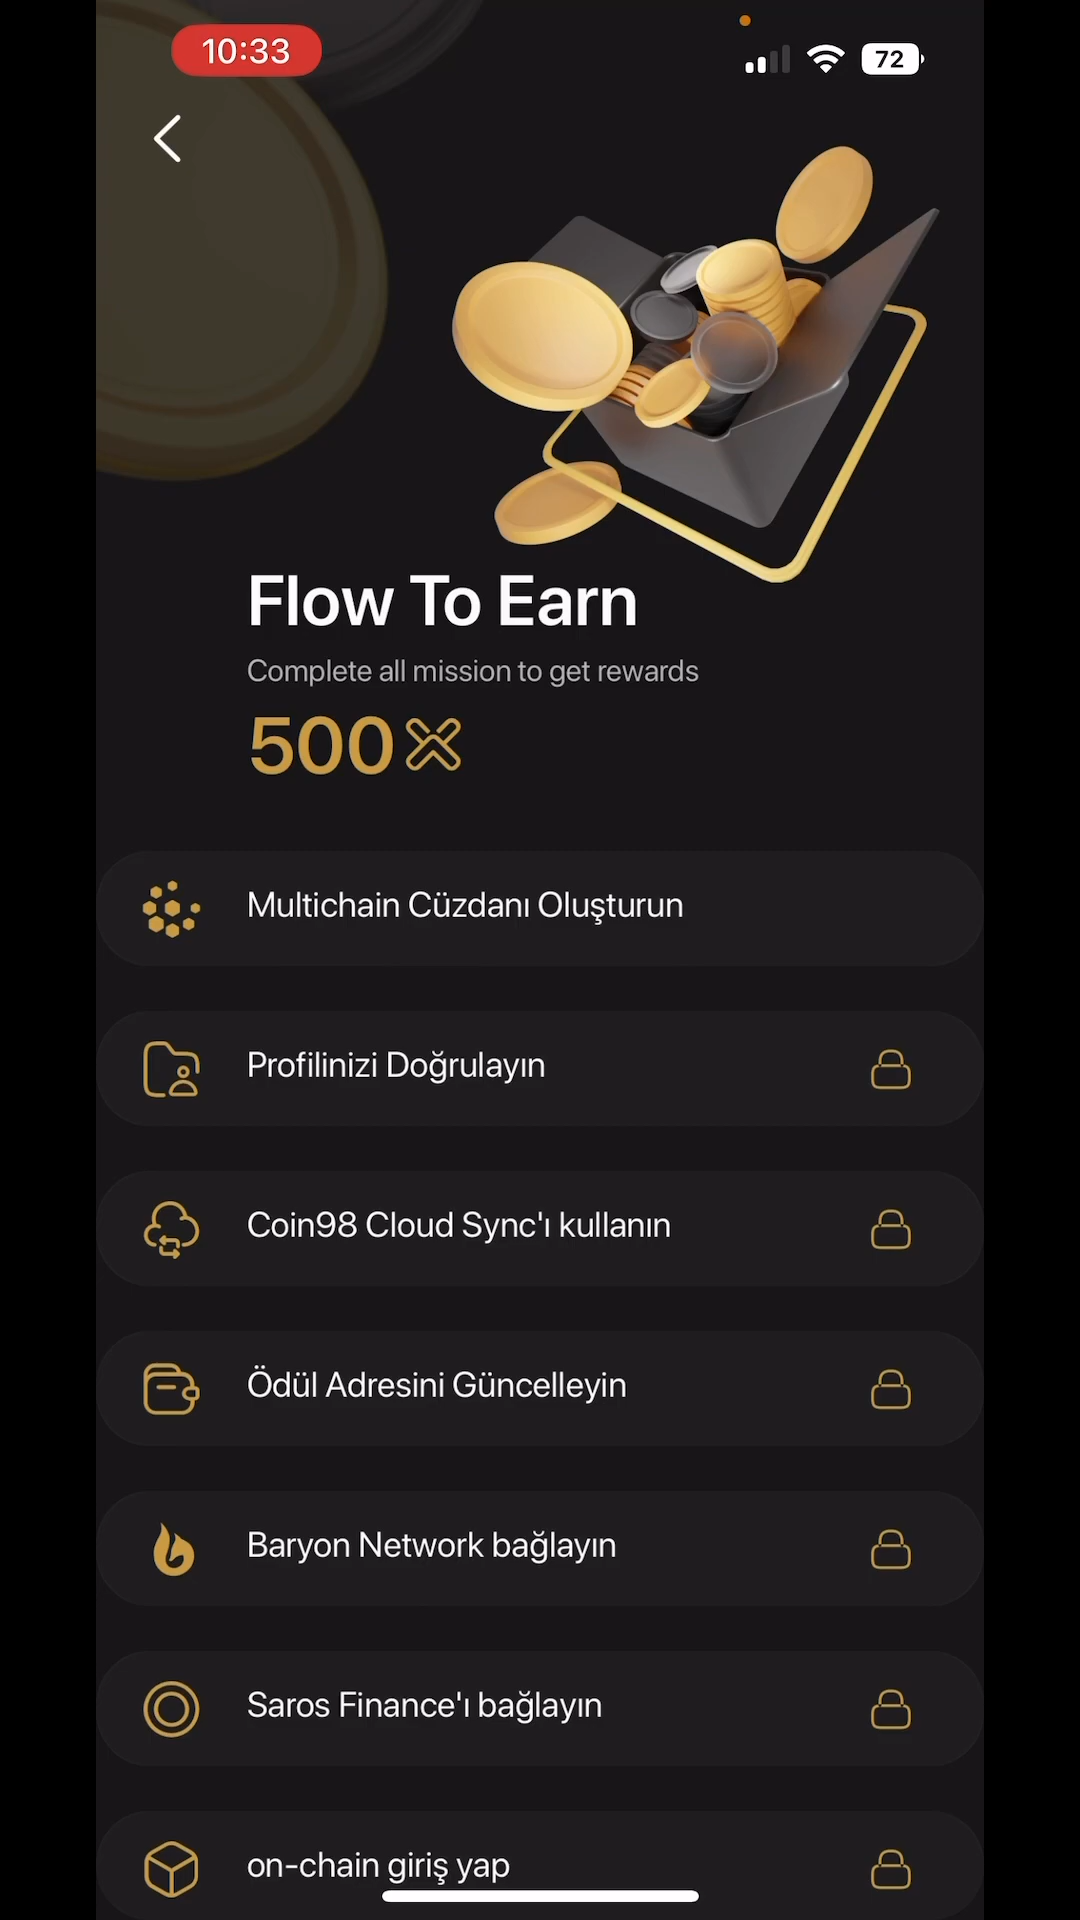 10:33
72
Flow To Earn
Complete all mission to get rewards
500
Multichain Cüzdanı Oluşturun
Profilinizi Doğrulayın
Coin98 Cloud Sync'ı kullanın
Ödül Adresini Güncelleyin
Baryon Network bağlayın
Saros Finance'ı bağlayın
on-chain giriş yap